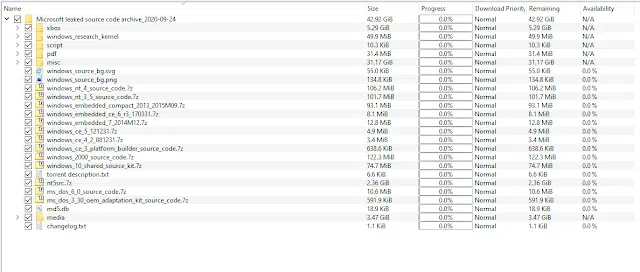 Name Size Progress Download Priority Remaining Availability
Microsoft leaked source code archive_2020-09-24 42.92 GiB 0.0% Normal 42.92 GiB N/A
xbox 5.29 GiB 0.0% Normal 5.29 GiB N/A
windows_research_kernel 49.9 MiB 0.0% Normal 49.9 MiB N/A
script 10.3 KiB 0.0% Normal 10.3 KiB N/A
pdf 31.4 MiB 0.0% Normal 31.4 MiB N/A
misc 31.17 GiB 0.0% Normal 31.17 GiB N/A
windows_source_bg.svg 55.0 KiB 0.0% Normal 55.0 KiB 0.0%
windows_source_bg.png 134.8 KiB 0.0% Normal 134.8 KiB 0.0%
windows_nt_4_source_code.7z 106.2 MiB 0.0% Normal 106.2 MiB 0.0%
windows_nt_3_5_source_code.7z 101.7 MiB 0.0% Normal 101.7 MiB 0.0%
windows_embedded_compact_2013_2015M09.7z 93.1 MiB 0.0% Normal 93.1 MiB 0.0%
windows_embedded_ce_6_r3_170331.7z 8.1 MiB 0.0% Normal 8.1 MiB 0.0%
windows_embedded_7_2014M12.7z 12.8 MiB 0.0% Normal 12.8 MiB 0.0%
windows_ce_5_121231.7z 4.9 MiB 0.0% Normal 4.9 MiB 0.0%
windows_ce_4_2_081231.7z 3.4 MiB 0.0% Normal 3.4 MiB 0.0%
windows_ce_3_platform_builder_source_code.7z 638.6 KiB 0.0% Normal 638.6 KiB 0.0%
windows_2000_source_code.7z 122.3 MiB 0.0% Normal 122.3 MiB 0.0%
windows_10_shared_source_kit.7z 74.7 MiB 0.0% Normal 74.7 MiB 0.0%
torrent description.txt 6.6 KiB 0.0% Normal 6.6 KiB 0.0%
nt5src.7z 2.36 GiB 0.0% Normal 2.36 GiB 0.0%
ms_dos_6_0_source_code.7z 10.6 MiB 0.0% Normal 10.6 MiB 0.0%
ms_dos_3_30_oem_adaptation_kit_source_code.7z 591.9 KiB 0.0% Normal 591.9 KiB 0.0%
md5.db 18.9 KiB 0.0% Normal 18.9 KiB 0.0%
media 3.47 GiB 0.0% Normal 3.47 GiB N/A
changelog.txt 1.1 KiB 0.0% Normal 1.1 KiB 0.0%